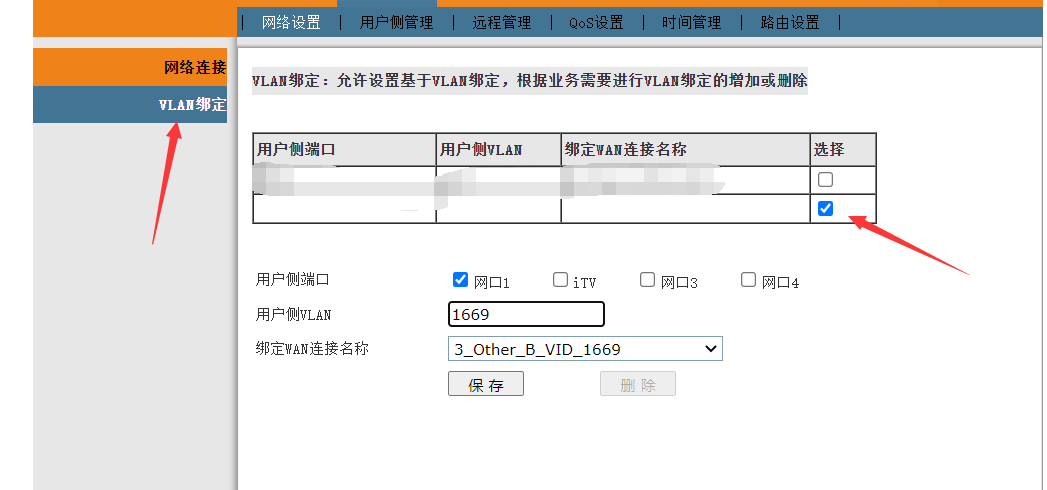 网络设置 | 用户侧管理 | 远程管理 | QoS设置 | 时间管理 | 路由设置 |
网络连接
VLAN绑定
VLAN绑定：允许设置基于VLAN绑定，根据业务需要进行VLAN绑定的增加或删除
用户侧端口 用户侧VLAN 绑定WAN连接名称 选择
用户侧端口 网口1 iTV 网口3 网口4
用户侧VLAN 1669
绑定WAN连接名称 3_Other_B_VID_1669
保存 删除